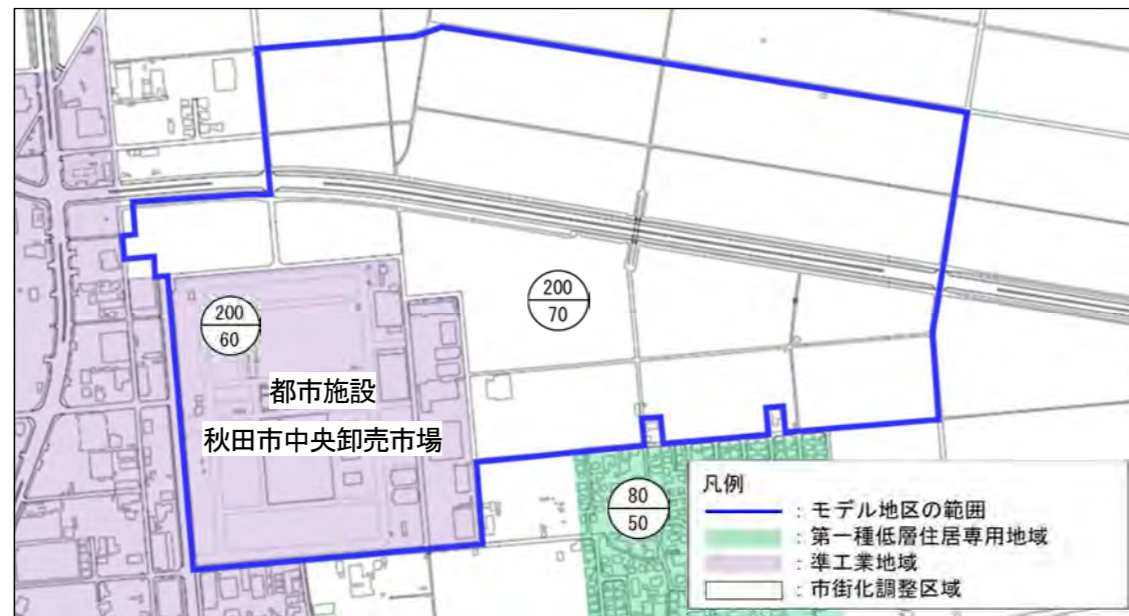 200
60
200
70
都市施設
秋田市中央卸売市場
80
50
凡例
：モデル地区の範囲
：第一種低層住居専用地域
：準工業地域
：市街化調整区域